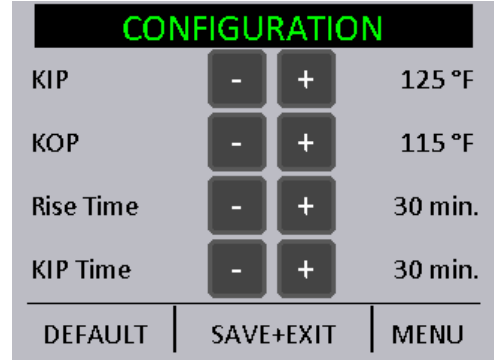 CONFIGURATION
KIP - + 125 °F
KOP - + 115 °F
Rise Time - + 30 min.
KIP Time - + 30 min.
DEFAULT SAVE+EXIT MENU